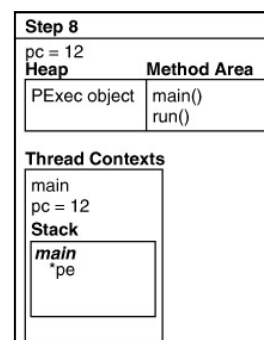 Step 8
pc = 12
Heap Method Area
PExec object main()
run()
Thread Contexts
main
pc = 12
Stack
main
*pe